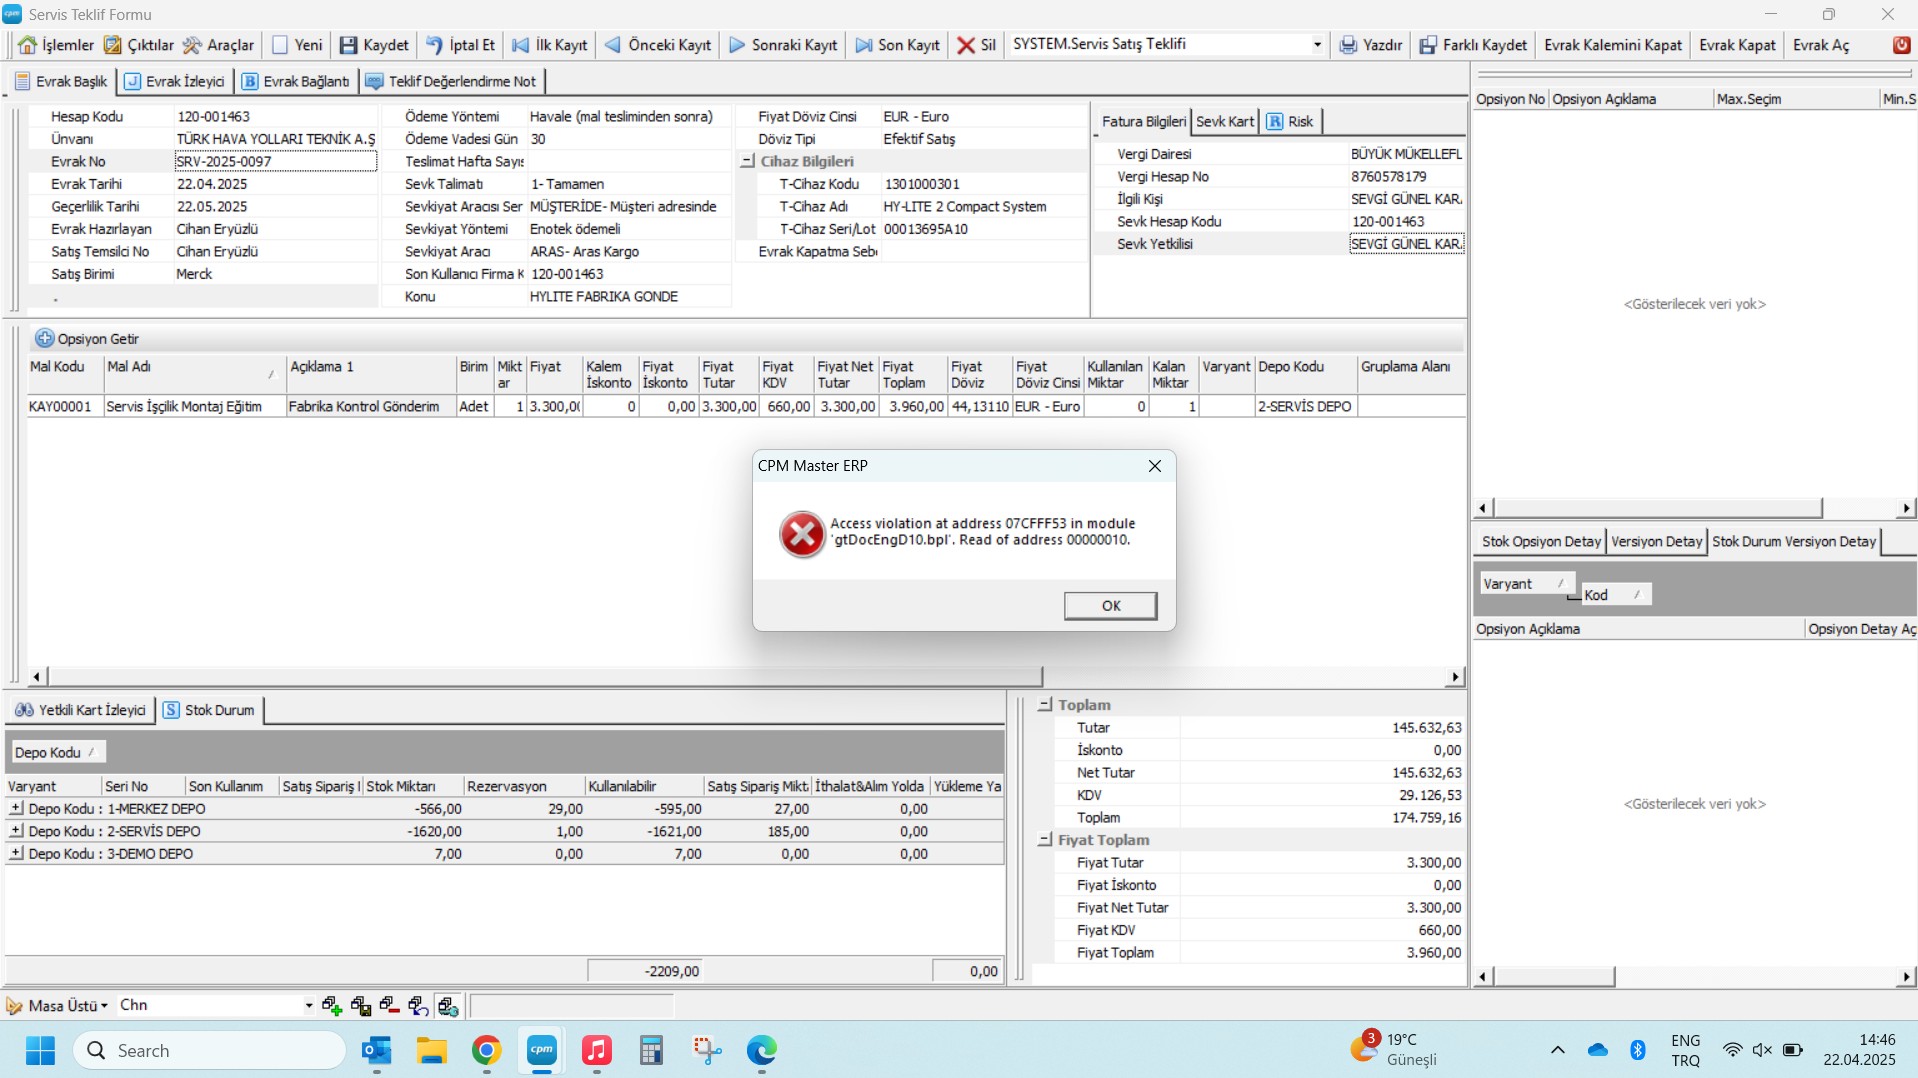 cpm Servis Teklif Formu
İşlemler Çıktılar Araçlar Yeni Kaydet İptal Et İlk Kayıt Önceki Kayıt Sonraki Kayıt Son Kayıt Sil SYSTEM.Servis Satış Teklifi Yazdır Farklı Kaydet Evrak Kalemini Kapat Evrak Kapat Evrak Aç
Evrak Başlık J Evrak İzleyici B Evrak Bağlantı Teklif Değerlendirme Not
Hesap Kodu 120-001463
Ünvanı TÜRK HAVA YOLLARI TEKNİK A.Ş
Evrak No SRV-2025-0097
Evrak Tarihi 22.04.2025
Geçerlilik Tarihi 22.05.2025
Evrak Hazırlayan Cihan Eryüzlü
Satış Temsilci No Cihan Eryüzlü
Satış Birimi Merck
.
Ödeme Yöntemi Havale (mal tesliminden sonra)
Ödeme Vadesi Gün 30
Teslimat Hafta Sayıs
Sevk Talimatı 1- Tamamen
Sevkiyat Aracısı Ser MÜŞTERİDE- Müşteri adresinde
Sevkiyat Yöntemi Enotek ödemeli
Sevkiyat Aracı ARAS- Aras Kargo
Son Kullanıcı Firma K 120-001463
Konu HYLITE FABRIKA GONDE
Fiyat Döviz Cinsi EUR - Euro
Döviz Tipi Efektif Satış
Cihaz Bilgileri
T-Cihaz Kodu 1301000301
T-Cihaz Adı HY-LITE 2 Compact System
T-Cihaz Seri/Lot 00013695A10
Evrak Kapatma Seb
Fatura Bilgileri Sevk Kart R Risk
Vergi Dairesi BÜYÜK MÜKELLEFL
Vergi Hesap No 8760578179
İlgili Kişi SEVGİ GÜNEL KAR
Sevk Hesap Kodu 120-001463
Sevk Yetkilisi SEVGİ GÜNEL KAR
Opsiyon No Opsiyon Açıklama Max.Seçim Min.S
<Gösterilecek veri yok>
Opsiyon Getir
Mal Kodu Mal Adı Açıklama 1 Birim Miktar Fiyat Kalem İskonto Fiyat İskonto Fiyat Tutar Fiyat KDV Fiyat Net Tutar Fiyat Toplam Fiyat Döviz Fiyat Döviz Cinsi Kullanılan Miktar Kalan Miktar Varyant Depo Kodu Gruplama Alanı
KAY00001 Servis İşçilik Montaj Eğitim Fabrika Kontrol Gönderim Adet 1 3.300,0 0 0,00 3.300,00 660,00 3.300,00 3.960,00 44,13110 EUR - Euro 0 1 2-SERVİS DEPO
CPM Master ERP
Access violation at address 07CFFF53 in module
'gtDocEngD10.bpl'. Read of address 00000010.
OK
Stok Opsiyon Detay Versiyon Detay Stok Durum Versiyon Detay
Varyant
Kod
Opsiyon Açıklama Opsiyon Detay Aç
<Gösterilecek veri yok>
Yetkili Kart İzleyici S Stok Durum
Depo Kodu
Varyant Seri No Son Kullanım Satış Sipariş Stok Miktarı Rezervasyon Kullanılabilir Satış Sipariş Mikt İthalat&Alım Yolda Yükleme Ya
Depo Kodu : 1-MERKEZ DEPO -566,00 29,00 -595,00 27,00 0,00
Depo Kodu : 2-SERVİS DEPO -1620,00 1,00 -1621,00 185,00 0,00
Depo Kodu : 3-DEMO DEPO 7,00 0,00 7,00 0,00 0,00
-2209,00 0,00
Toplam
Tutar 145.632,63
İskonto 0,00
Net Tutar 145.632,63
KDV 29.126,53
Toplam 174.759,16
Fiyat Toplam
Fiyat Tutar 3.300,00
Fiyat İskonto 0,00
Fiyat Net Tutar 3.300,00
Fiyat KDV 660,00
Fiyat Toplam 3.960,00
Masa Üstü Chn
Search cpm 3 19°C ENG 14:46
Güneşli TRQ 22.04.2025